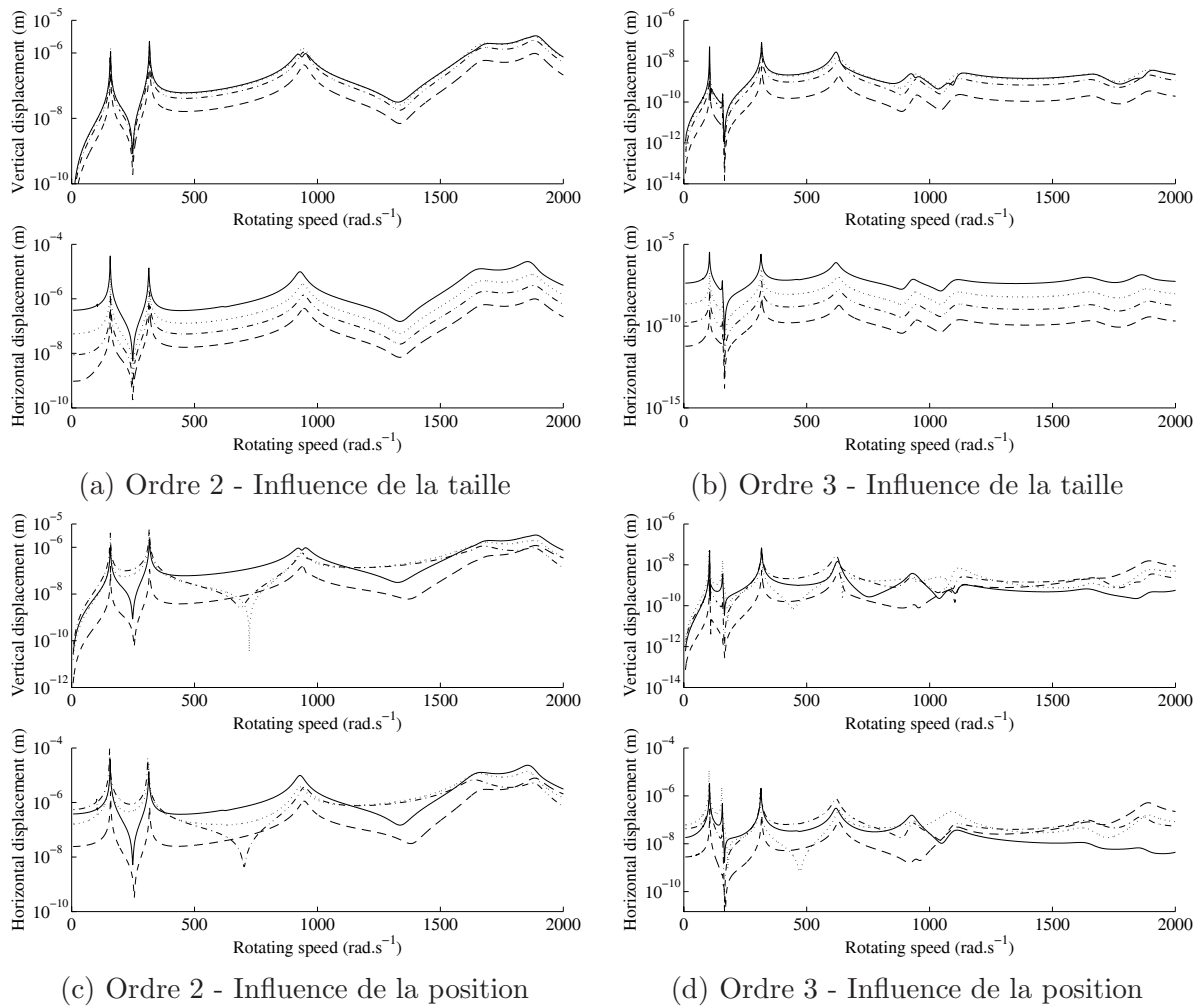 Vertical displacement (m)
10⁻⁵
10⁻⁶
10⁻⁸
10⁻¹⁰
0 500 1000 1500 2000
Rotating speed (rad.s⁻¹)
Horizontal displacement (m)
10⁻⁴
10⁻⁶
10⁻⁸
10⁻¹⁰
0 500 1000 1500 2000
Rotating speed (rad.s⁻¹)
(a) Ordre 2 - Influence de la taille
Vertical displacement (m)
10⁻⁶
10⁻⁸
10⁻¹⁰
10⁻¹²
10⁻¹⁴
0 500 1000 1500 2000
Rotating speed (rad.s⁻¹)
Horizontal displacement (m)
10⁻⁵
10⁻¹⁰
10⁻¹⁵
0 500 1000 1500 2000
Rotating speed (rad.s⁻¹)
(b) Ordre 3 - Influence de la taille
Vertical displacement (m)
10⁻⁵
10⁻⁶
10⁻⁸
10⁻¹⁰
10⁻¹²
0 500 1000 1500 2000
Rotating speed (rad.s⁻¹)
Horizontal displacement (m)
10⁻⁴
10⁻⁶
10⁻⁸
10⁻¹⁰
0 500 1000 1500 2000
Rotating speed (rad.s⁻¹)
(c) Ordre 2 - Influence de la position
Vertical displacement (m)
10⁻⁶
10⁻⁸
10⁻¹⁰
10⁻¹²
10⁻¹⁴
0 500 1000 1500 2000
Rotating speed (rad.s⁻¹)
Horizontal displacement (m)
10⁻⁴
10⁻⁶
10⁻⁸
10⁻¹⁰
0 500 1000 1500 2000
Rotating speed (rad.s⁻¹)
(d) Ordre 3 - Influence de la position